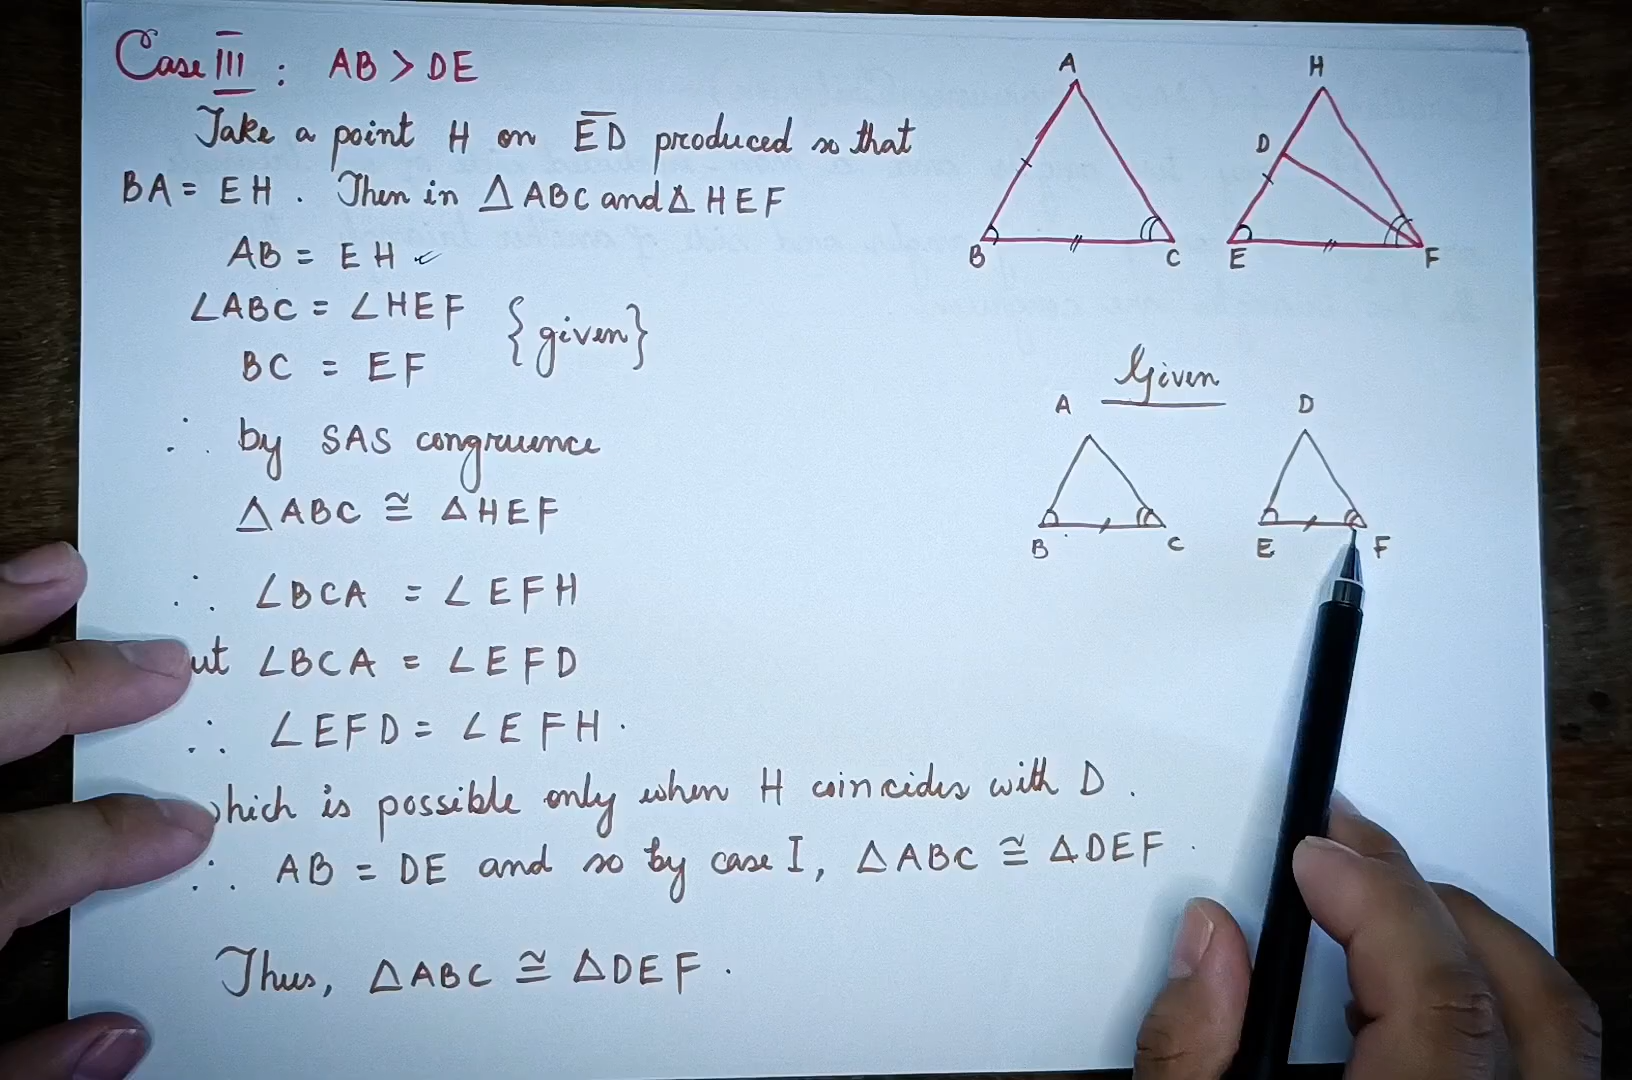 Case III : AB > DE
Take a point H on E̅D̅ produced so that
BA = EH . Then in △ ABC and △ HEF
AB = EH
∠ABC = ∠HEF {given}
BC = EF
∴ by SAS congruence
△ ABC ≅ △ HEF
∴ ∠BCA = ∠EFH
ut ∠BCA = ∠EFD
∴ ∠EFD = ∠EFH .
hich is possible only when H coincides with D .
∴ AB = DE and so by case I, △ABC ≅ △DEF .
Thus, △ABC ≅ △DEF .
A
H
D
B
C
E
F
Given
A
D
B
C
E
F